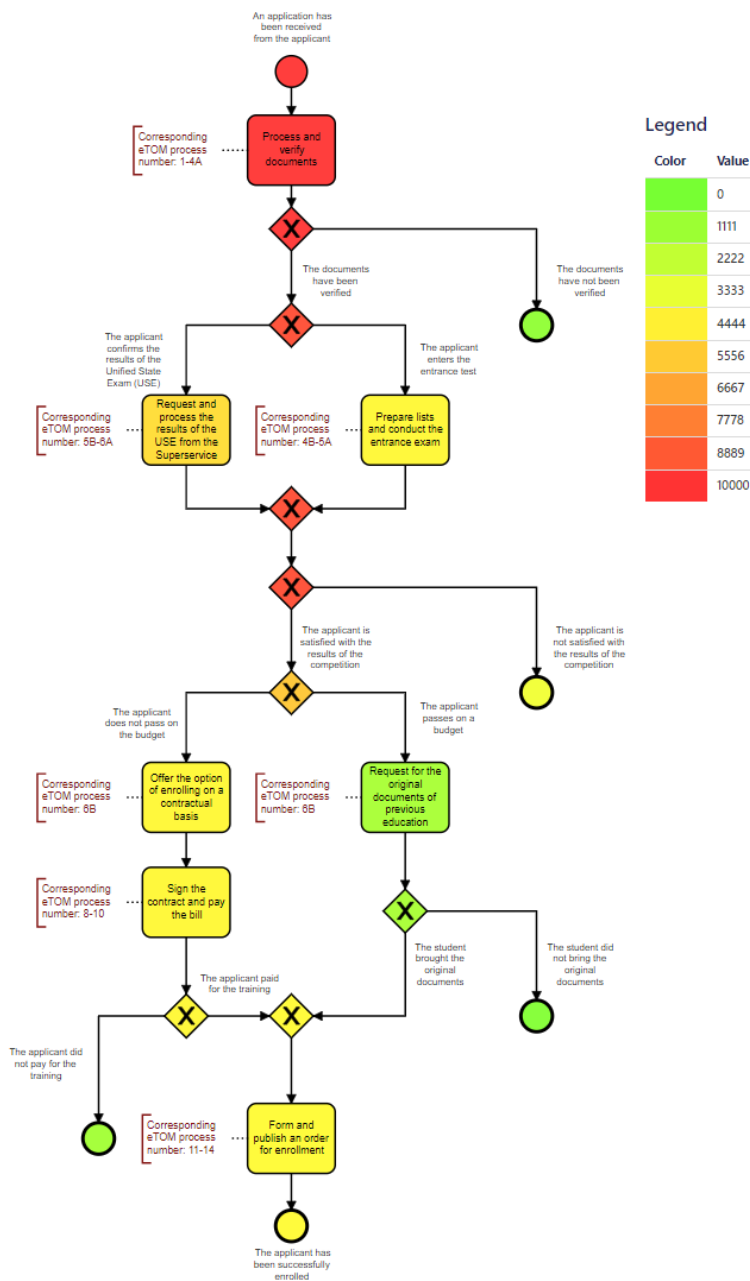 An application has
been received
from the applicant
Legend
Corresponding
eTOM process
number: 1-4A
Process and
verify
documents
Color Value
0
1111
2222
3333
4444
5556
6667
7778
8889
10000
X
The documents
have been
verified
The documents
have not been
verified
X
The applicant
confirms the
results of the
Unified State
Exam (USE)
The applicant
enters the
entrance test
Corresponding
eTOM process
number: 5B-6A
Request and
process the
results of the
USE from the
Superservice
Corresponding
eTOM process
number: 4B-5A
Prepare lists
and conduct the
entrance exam
X
X
The applicant is
satisfied with the
results of the
competition
The applicant is
not satisfied with
the results of the
competition
X
The applicant
does not pass on
the budget
The applicant
passes on a
budget
Corresponding
eTOM process
number: 6B
Offer the option
of enrolling on a
contractual
basis
Corresponding
eTOM process
number: 6B
Request for the
original
documents of
previous
education
Corresponding
eTOM process
number: 8-10
Sign the
contract and pay
the bill
X
The student
brought the
original
documents
The student did
not bring the
original
documents
The applicant paid
for the training
X
X
The applicant did
not pay for the
training
Corresponding
eTOM process
number: 11-14
Form and
publish an order
for enrollment
The applicant has
been successfully
enrolled